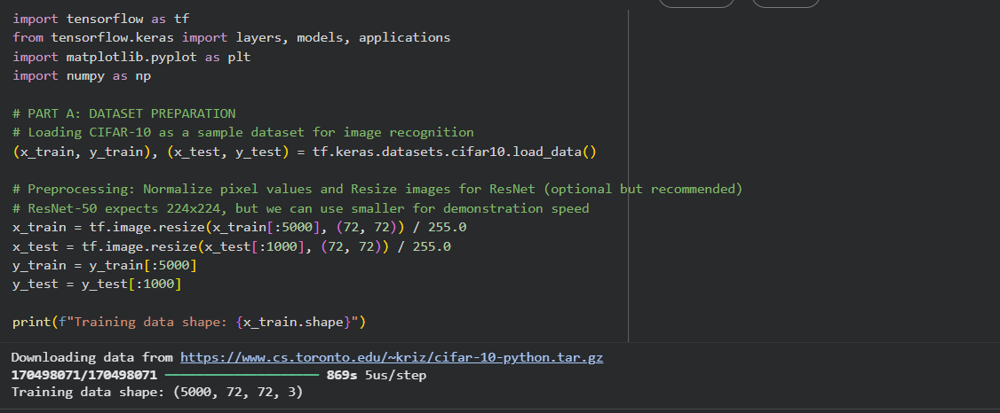 import tensorflow as tf
from tensorflow.keras import layers, models, applications
import matplotlib.pyplot as plt
import numpy as np
# PART A: DATASET PREPARATION
# Loading CIFAR-10 as a sample dataset for image recognition
(x_train, y_train), (x_test, y_test) = tf.keras.datasets.cifar10.load_data()
# Preprocessing: Normalize pixel values and Resize images for ResNet (optional but recommended)
# ResNet-50 expects 224x224, but we can use smaller for demonstration speed
x_train = tf.image.resize(x_train[:5000], (72, 72)) / 255.0
x_test = tf.image.resize(x_test[:1000], (72, 72)) / 255.0
y_train = y_train[:5000]
y_test = y_test[:1000]
print(f"Training data shape: {x_train.shape}")
Downloading data from https://www.cs.toronto.edu/~kriz/cifar-10-python.tar.gz
170498071/170498071 869s 5us/step
Training data shape: (5000, 72, 72, 3)